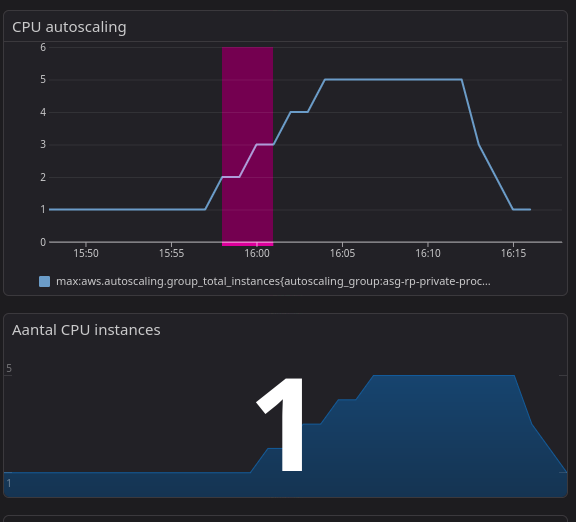 CPU autoscaling
6
5
4
3
2
1
0
15:50 15:55 16:00 16:05 16:10 16:15
max:aws.autoscaling.group_total_instances{autoscaling_group:asg-rp-private-proc...
Aantal CPU instances
5
1
1